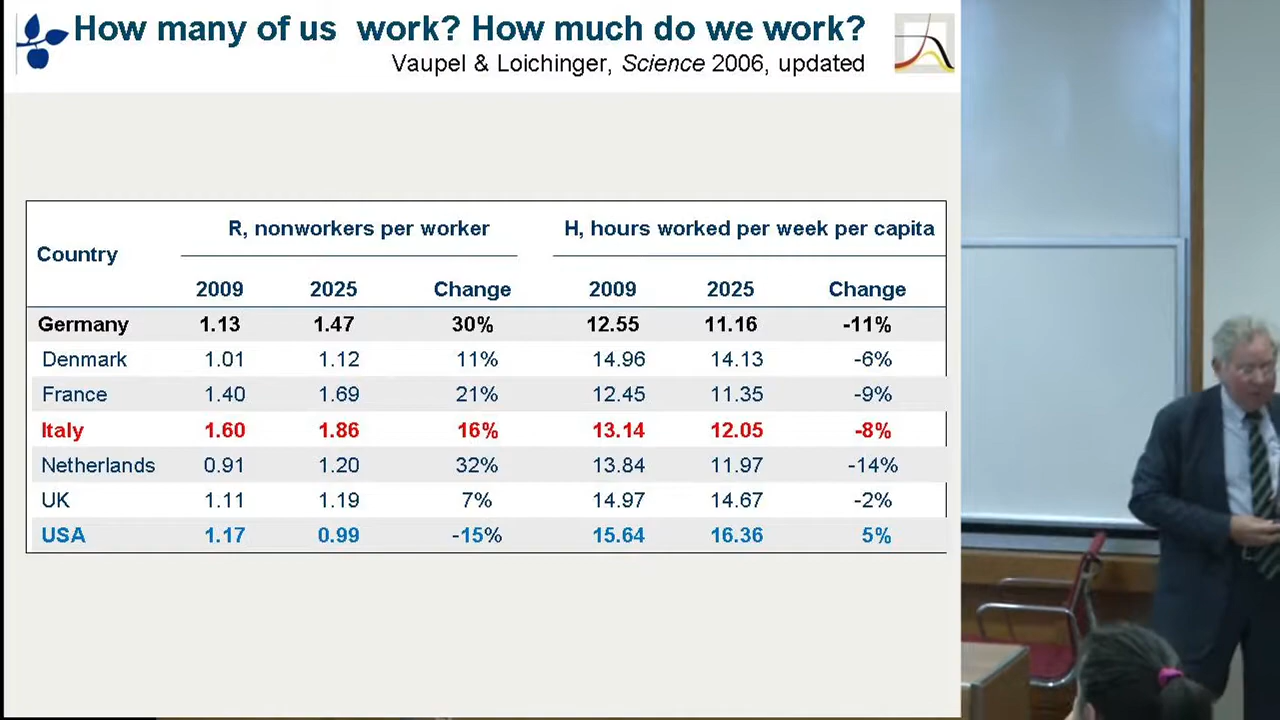 How many of us work? How much do we work?
Vaupel & Loichinger, Science 2006, updated
Country R, nonworkers per worker H, hours worked per week per capita
2009 2025 Change 2009 2025 Change
Germany 1.13 1.47 30% 12.55 11.16 -11%
Denmark 1.01 1.12 11% 14.96 14.13 -6%
France 1.40 1.69 21% 12.45 11.35 -9%
Italy 1.60 1.86 16% 13.14 12.05 -8%
Netherlands 0.91 1.20 32% 13.84 11.97 -14%
UK 1.11 1.19 7% 14.97 14.67 -2%
USA 1.17 0.99 -15% 15.64 16.36 5%